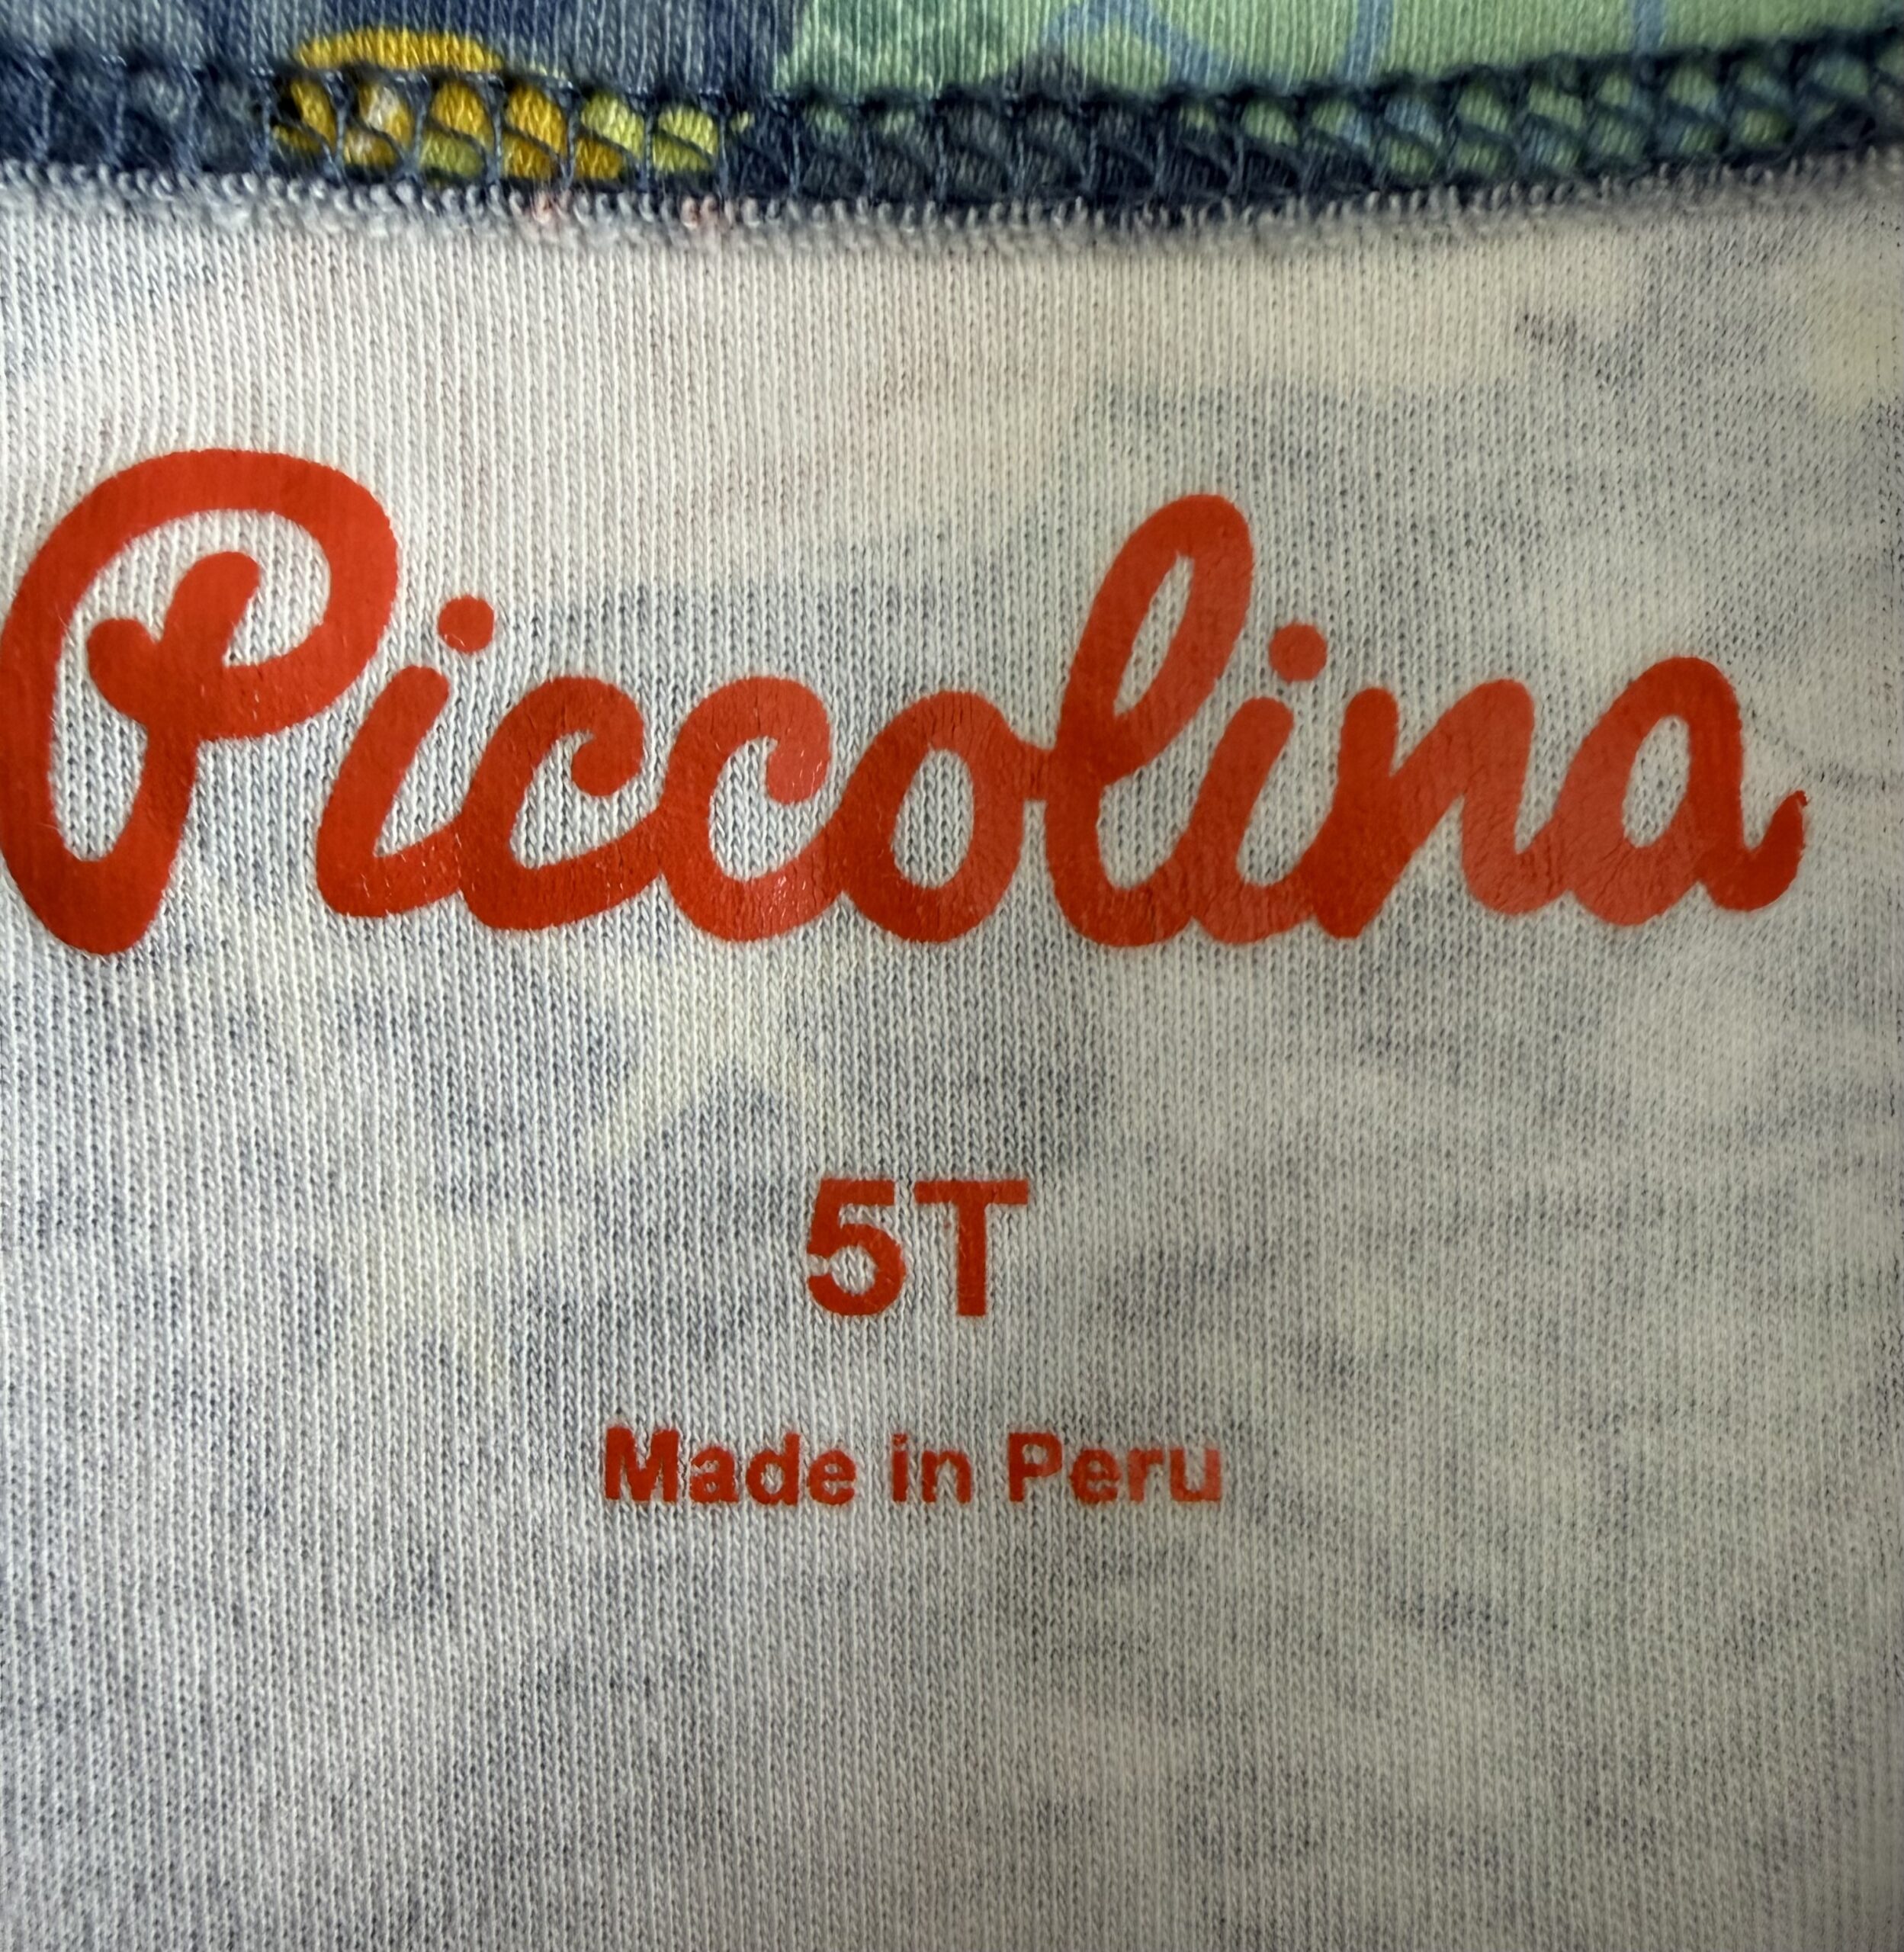 Piccolina
5T
Made in Peru